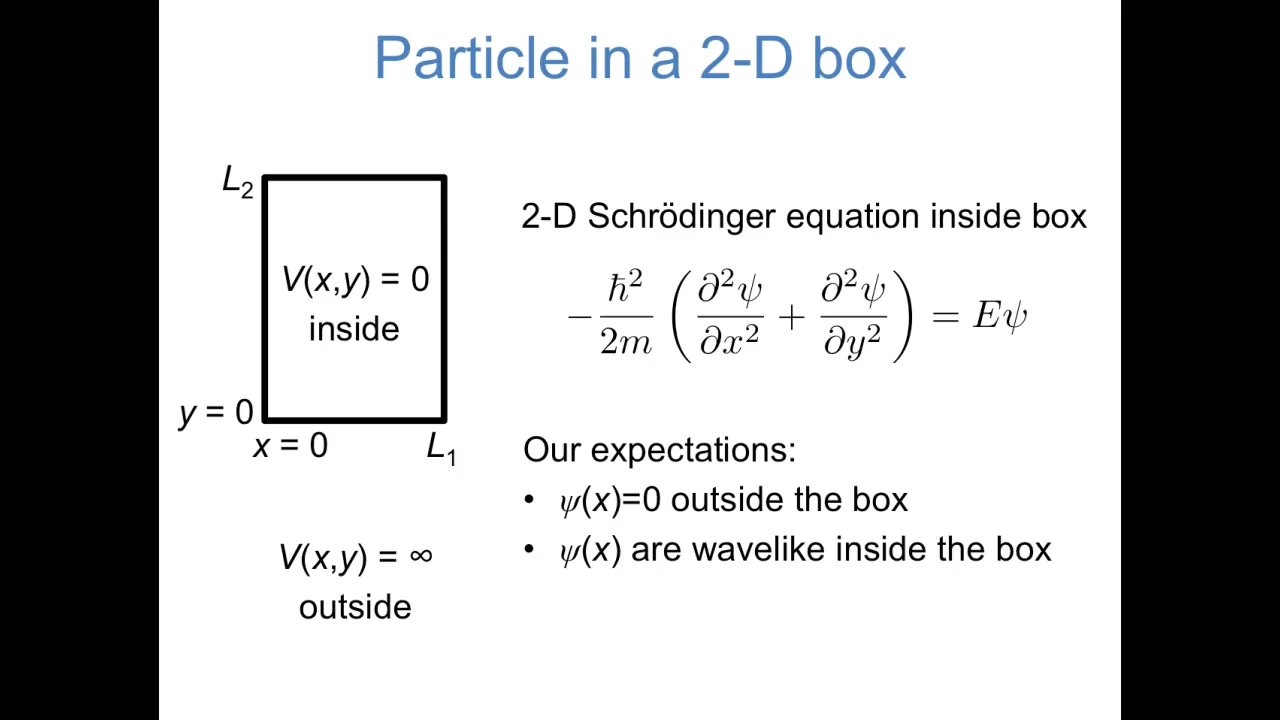 Particle in a 2-D box
L₂
V(x,y) = 0
inside
y = 0
x = 0
L₁
V(x,y) = ∞
outside
2-D Schrödinger equation inside box
−ħ²/2m (∂²ψ/∂x² + ∂²ψ/∂y²) = Eψ
Our expectations:
• ψ(x)=0 outside the box
• ψ(x) are wavelike inside the box